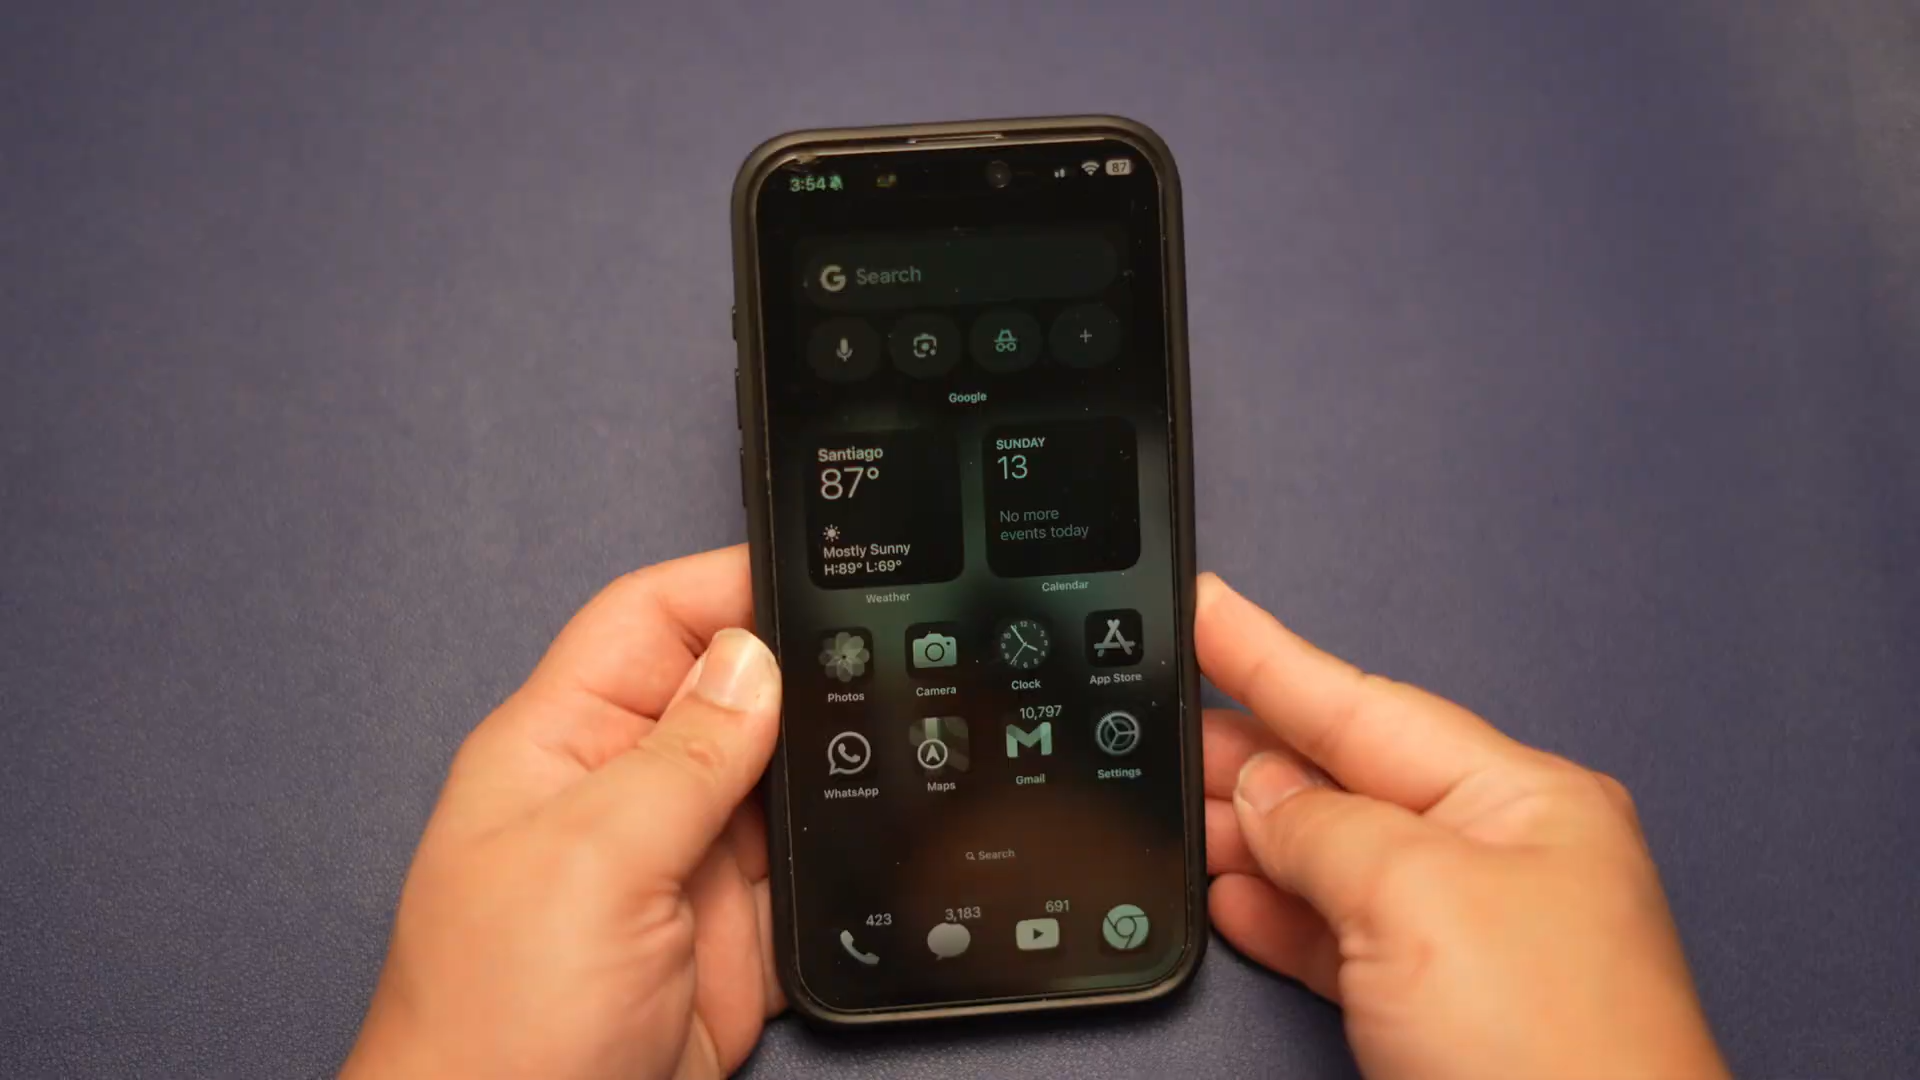 3:54
87
G Search
Google
Santiago
87°
Mostly Sunny
H:89° L:69°
Weather
SUNDAY
13
No more
events today
Calendar
Photos
Camera
Clock
App Store
WhatsApp
Maps
10,797
Gmail
Settings
Search
423
3,183
691